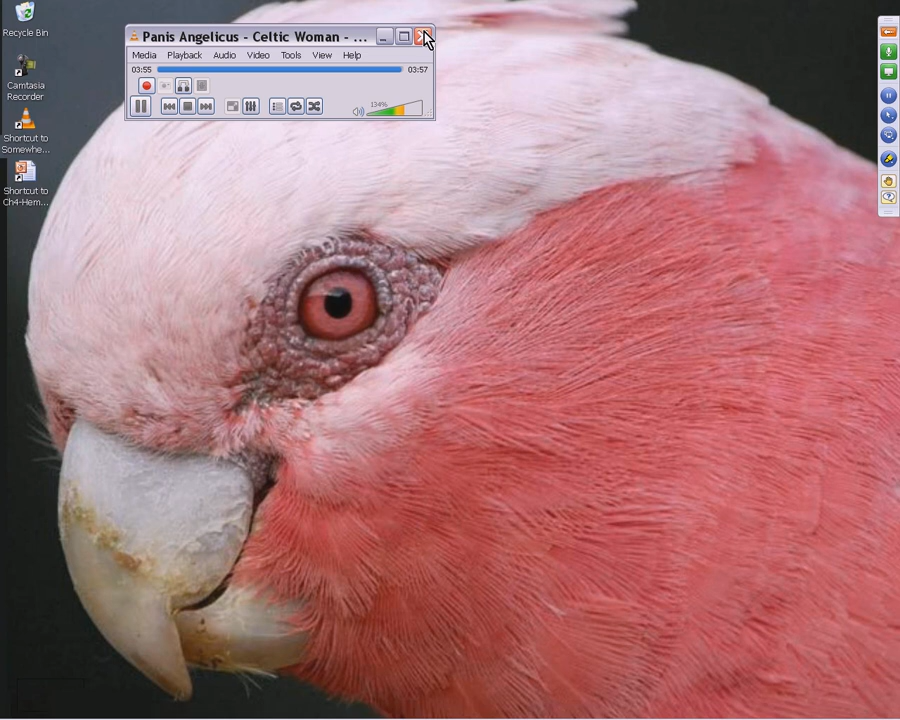 Recycle Bin
Camtasia
Recorder
Shortcut to
Somewhe...
Shortcut to
Ch4-Hem...
Panis Angelicus - Celtic Woman - ...
Media Playback Audio Video Tools View Help
03:55 03:57
134%